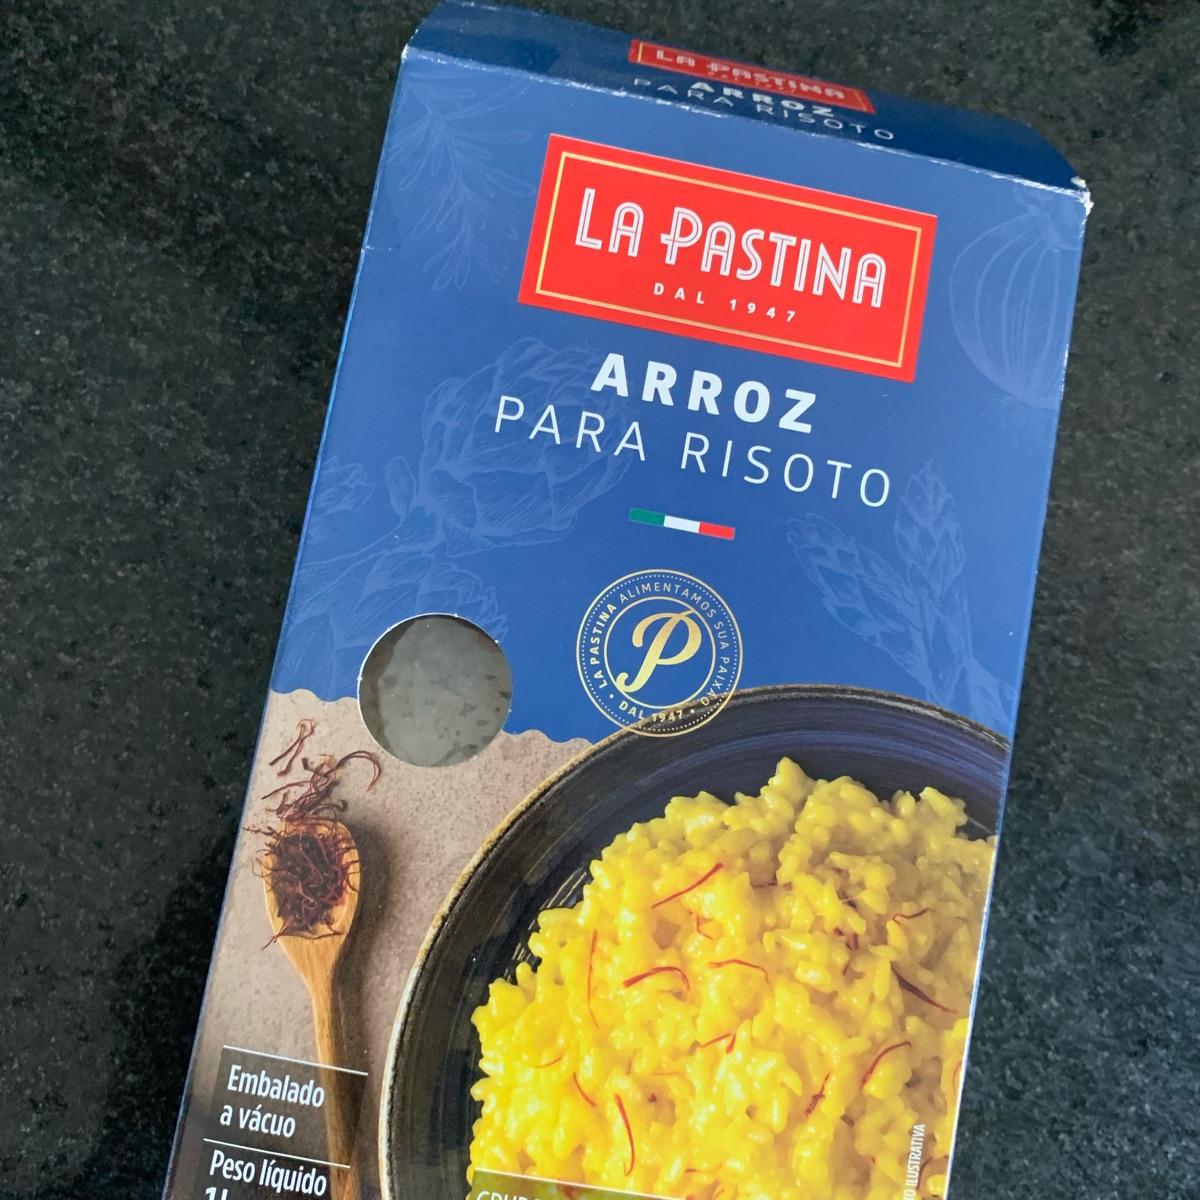 LA PASTINA
ARROZ
PARA RISOTO
LA PASTINA
DAL 1947
ARROZ
PARA RISOTO
LA PASTINA ALIMENTAMOS SUA PAIXÃO • DAL 1947 •
P
Embalado
a vácuo
Peso líquido
ILUSTRATIVA